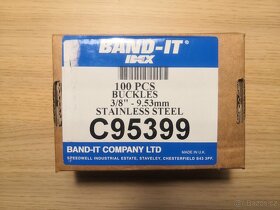 BAND-IT
IDEX
100 PCS
BUCKLES
3/8" - 9.53mm
STAINLESS STEEL
C95399
BAND-IT COMPANY LTD
MADE IN U.K.
SPEEDWELL INDUSTRIAL ESTATE, STAVELEY, CHESTERFIELD S43 3PF.